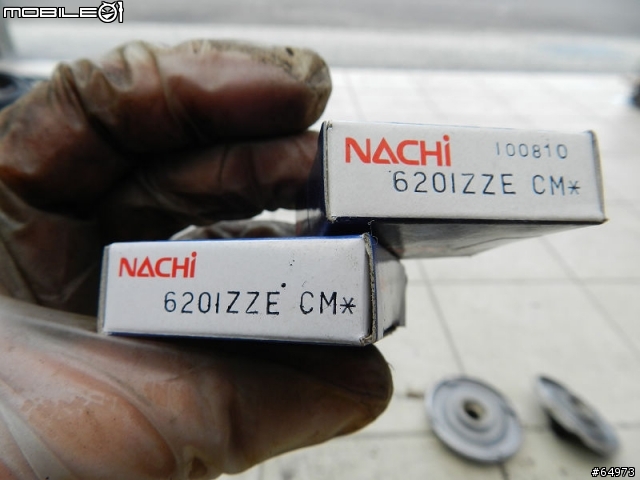 MOBILE01
NACHi 100810
6201ZZE CM*
NACHi
6201ZZE CM*
#64973